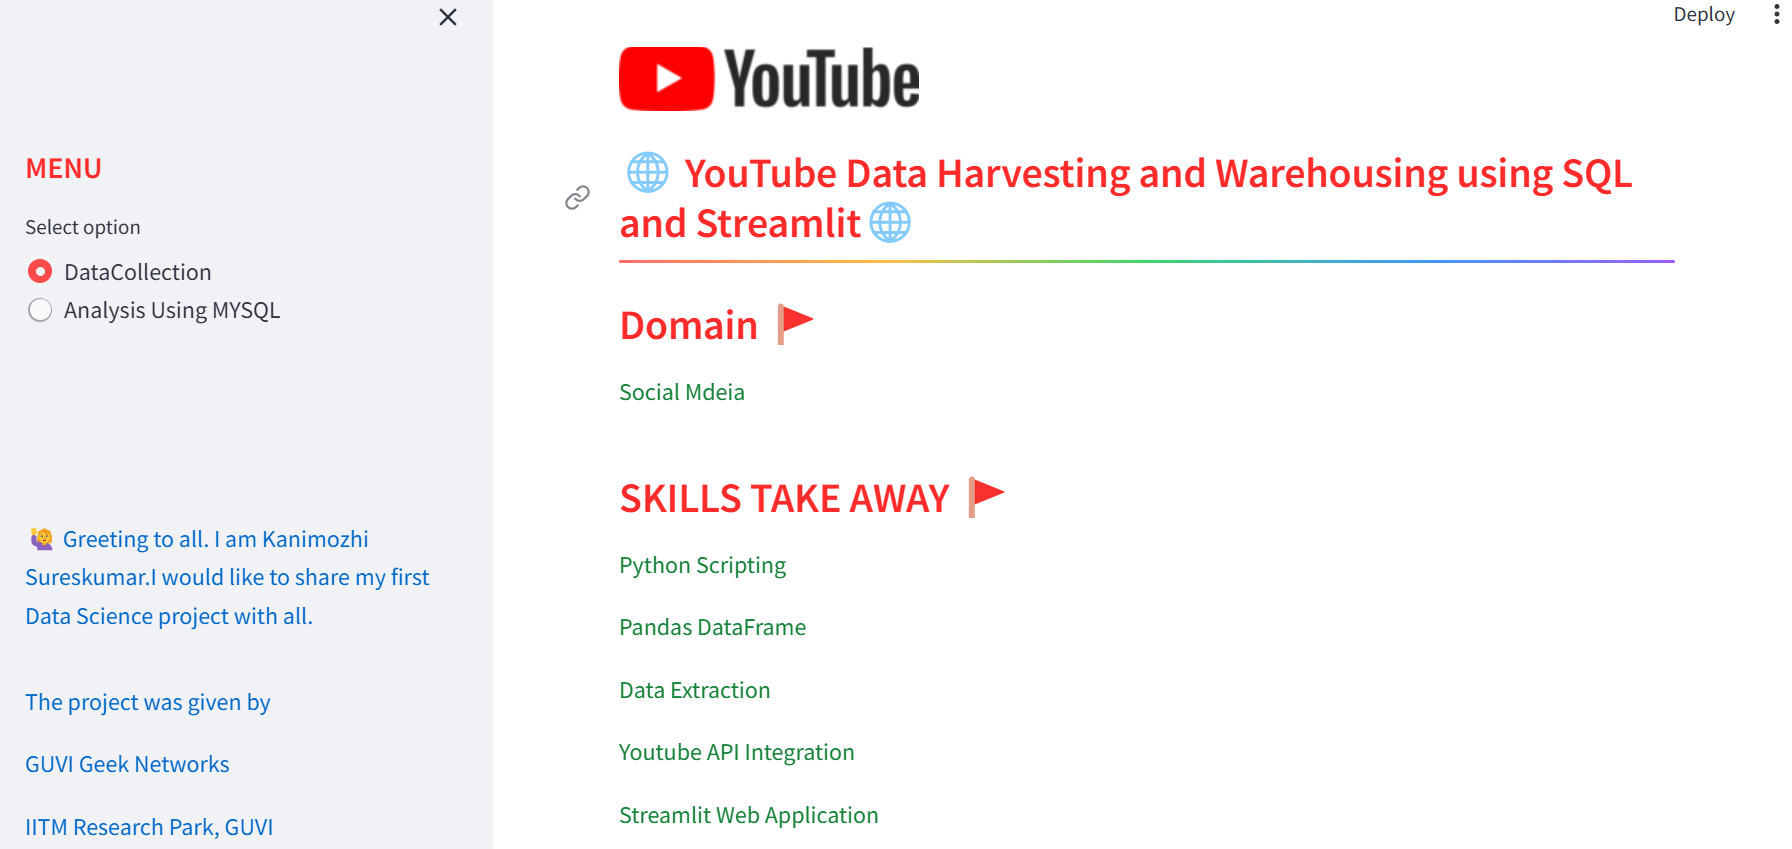 MENU
Select option
DataCollection
Analysis Using MYSQL
Greeting to all. I am Kanimozhi
Sureskumar.I would like to share my first
Data Science project with all.
The project was given by
GUVI Geek Networks
IITM Research Park, GUVI
Deploy
YouTube
YouTube Data Harvesting and Warehousing using SQL
and Streamlit
Domain
Social Mdeia
SKILLS TAKE AWAY
Python Scripting
Pandas DataFrame
Data Extraction
Youtube API Integration
Streamlit Web Application